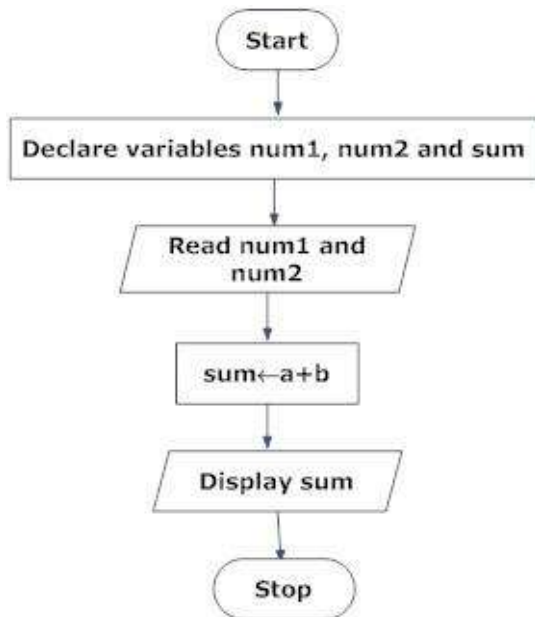 Start
Declare variables num1, num2 and sum
Read num1 and
num2
sum←a+b
Display sum
Stop